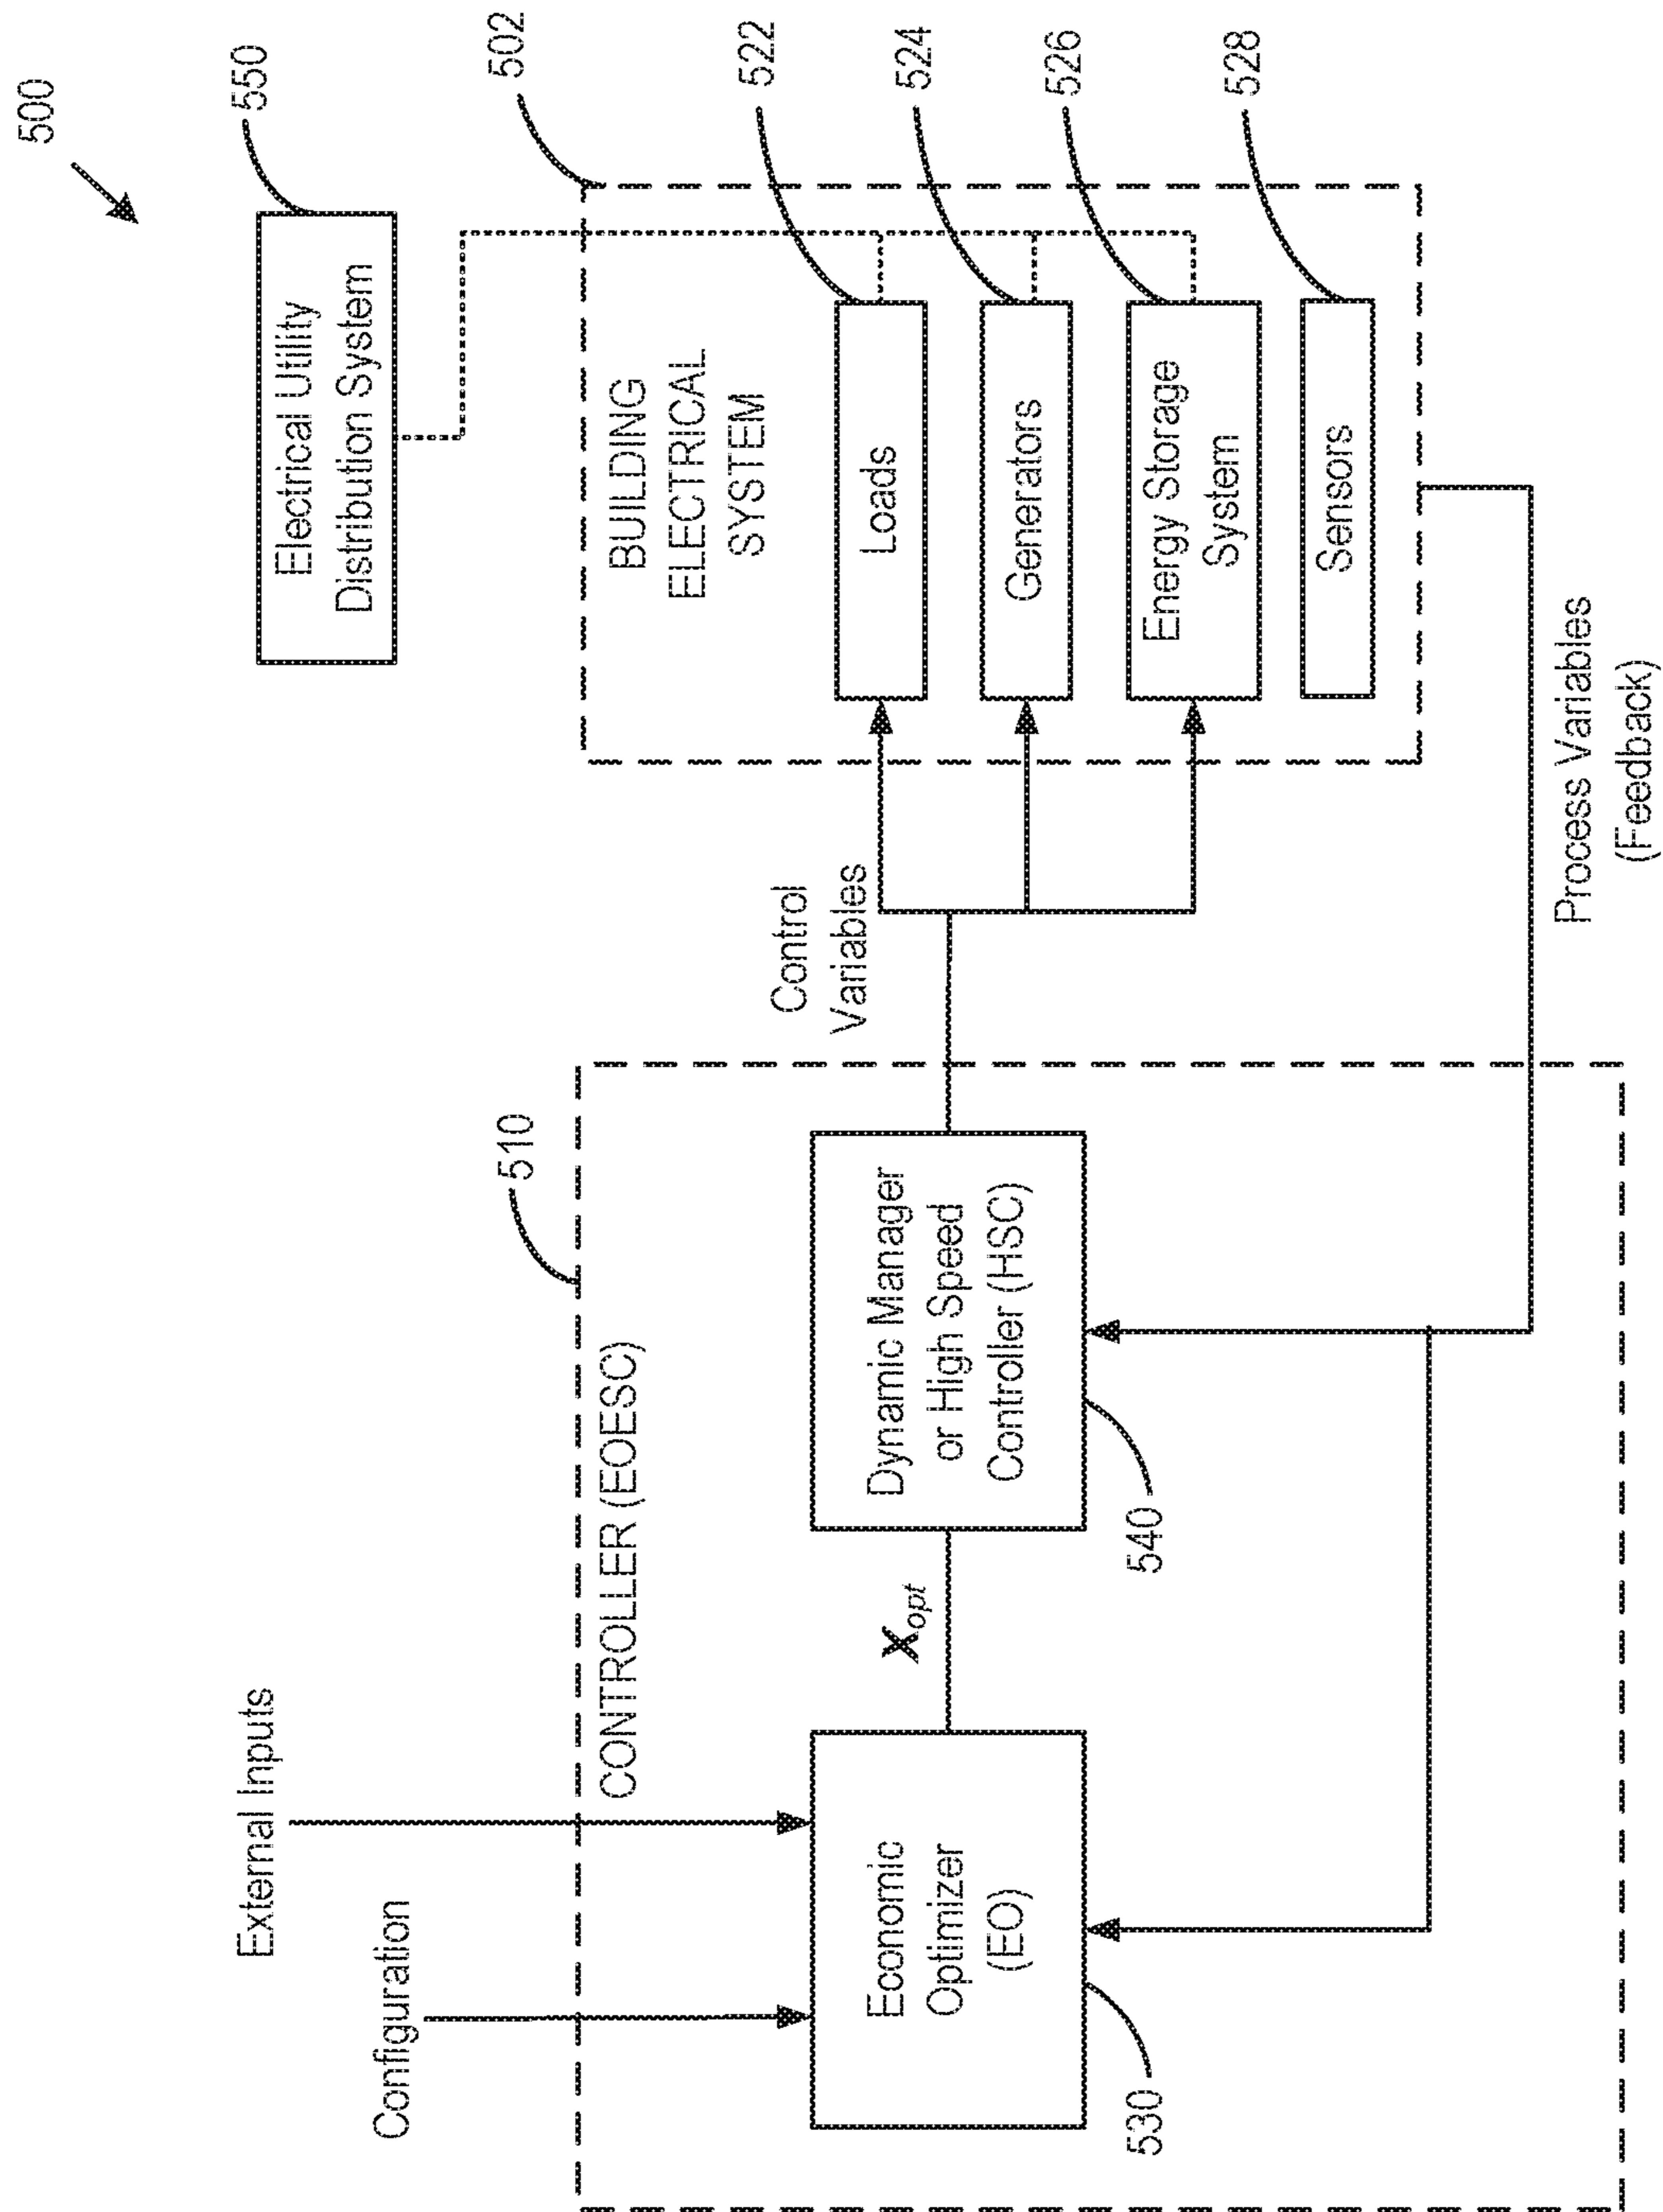 500
External Inputs
Configuration
Electrical Utility
Distribution System
550
502
510
CONTROLLER (EOESC)
BUILDING
ELECTRICAL
SYSTEM
Control
Variables
Economic
Optimizer
(EO)
530
Xopt
Dynamic Manager
or High Speed
Controller (HSC)
540
Loads
522
Generators
524
Energy Storage
System
526
Sensors
528
Process Variables
(Feedback)